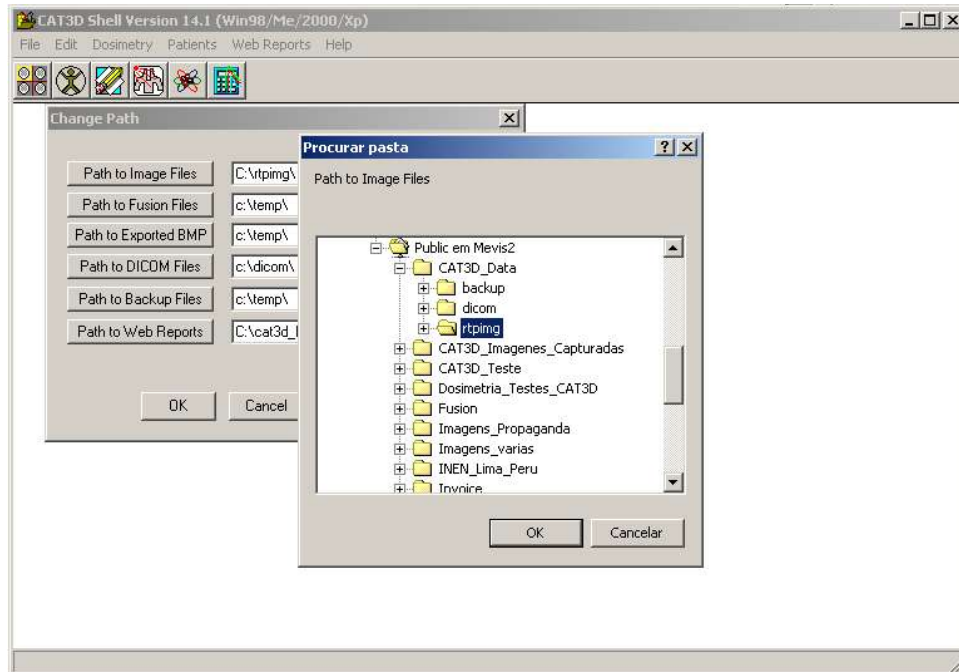 CAT3D Shell Version 14.1 (Win98/Me/2000/Xp)
File Edit Dosimetry Patients Web Reports Help
Change Path
Path to Image Files C:\rtpimg\
Path to Fusion Files c:\temp\
Path to Exported BMP c:\temp\
Path to DICOM Files c:\dicom\
Path to Backup Files c:\temp\
Path to Web Reports C:\cat3d_
OK Cancel
Procurar pasta
Path to Image Files
Public em Mevis2
CAT3D_Data
backup
dicom
rtpimg
CAT3D_Imagenes_Capturadas
CAT3D_Teste
Dosimetria_Testes_CAT3D
Fusion
Imagens_Propaganda
Imagens_varias
INEN_Lima_Peru
Invoice
OK Cancelar